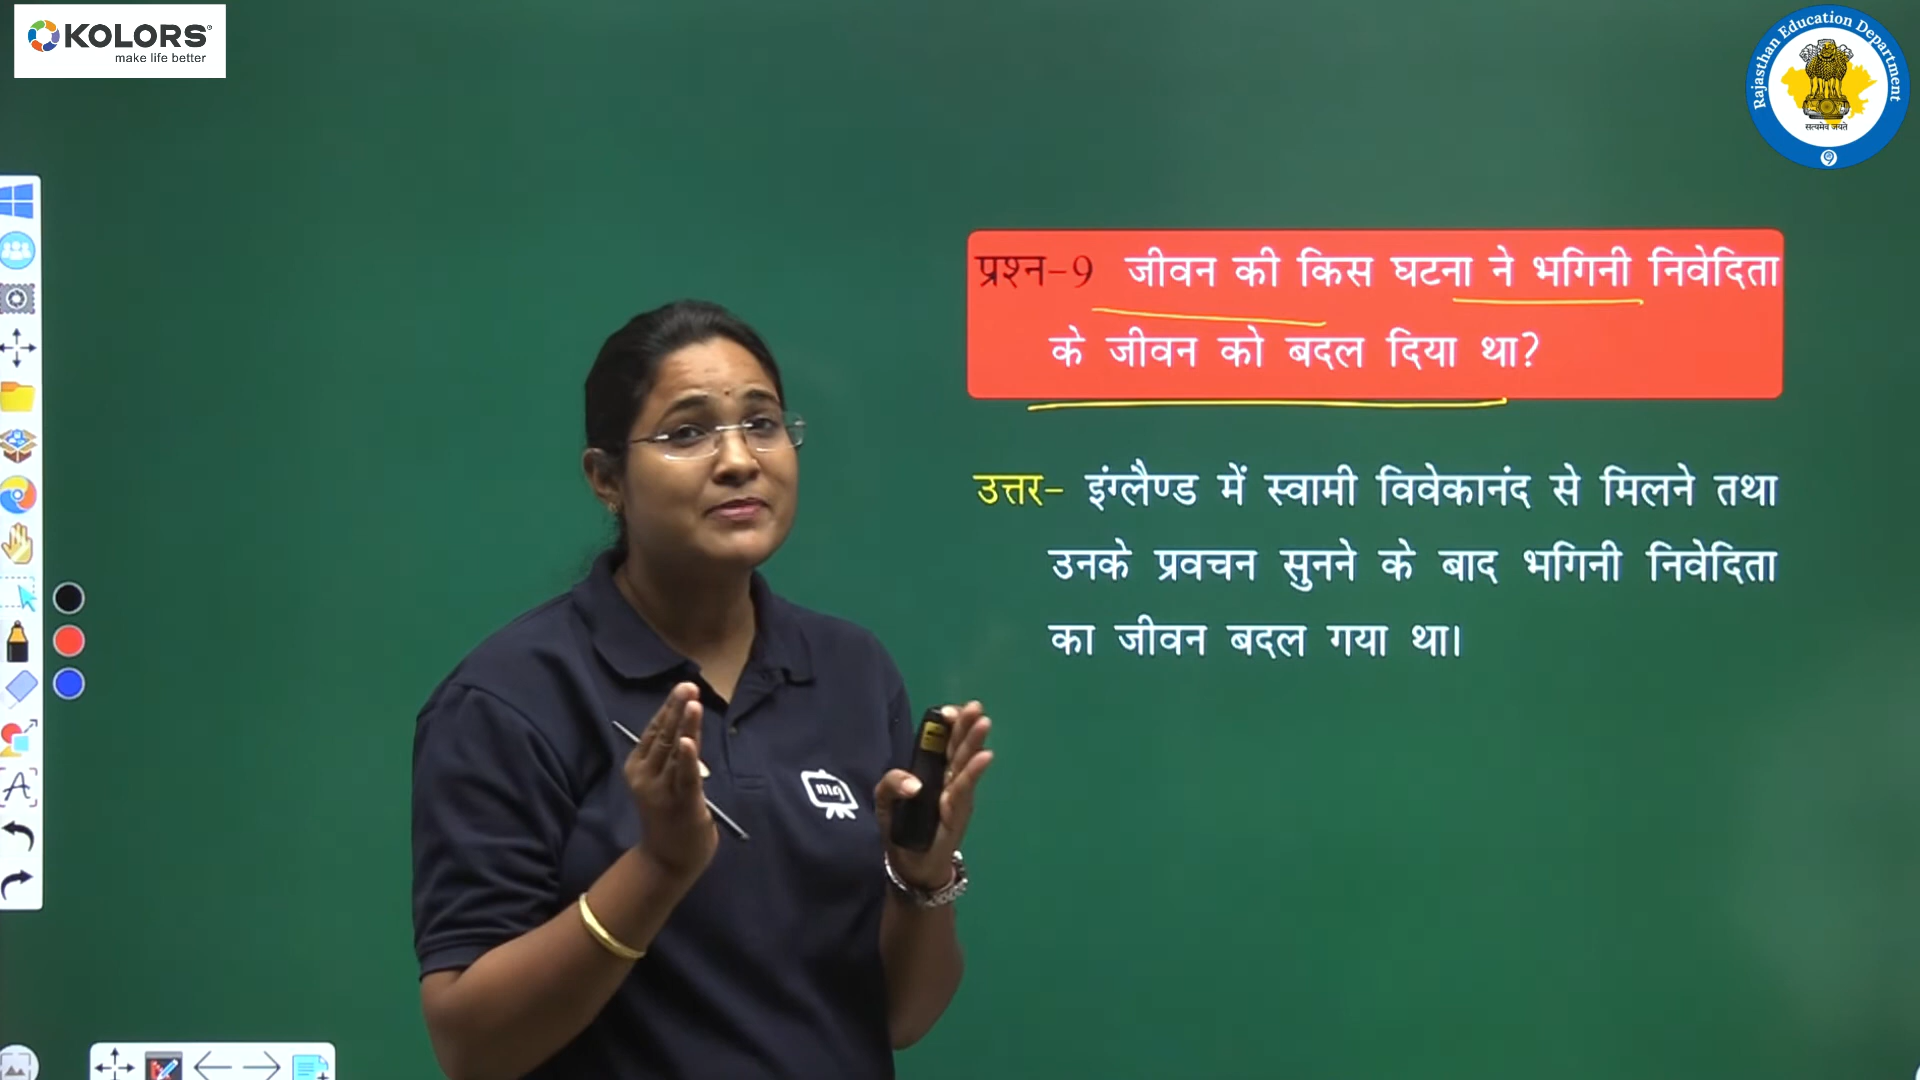 KOLORS
make life better
Rajasthan Education Department
सत्यमेव जयते
प्रश्न-9 जीवन की किस घटना ने भगिनी निवेदिता
के जीवन को बदल दिया था?
उत्तर- इंग्लैण्ड में स्वामी विवेकानंद से मिलने तथा
उनके प्रवचन सुनने के बाद भगिनी निवेदिता
का जीवन बदल गया था।